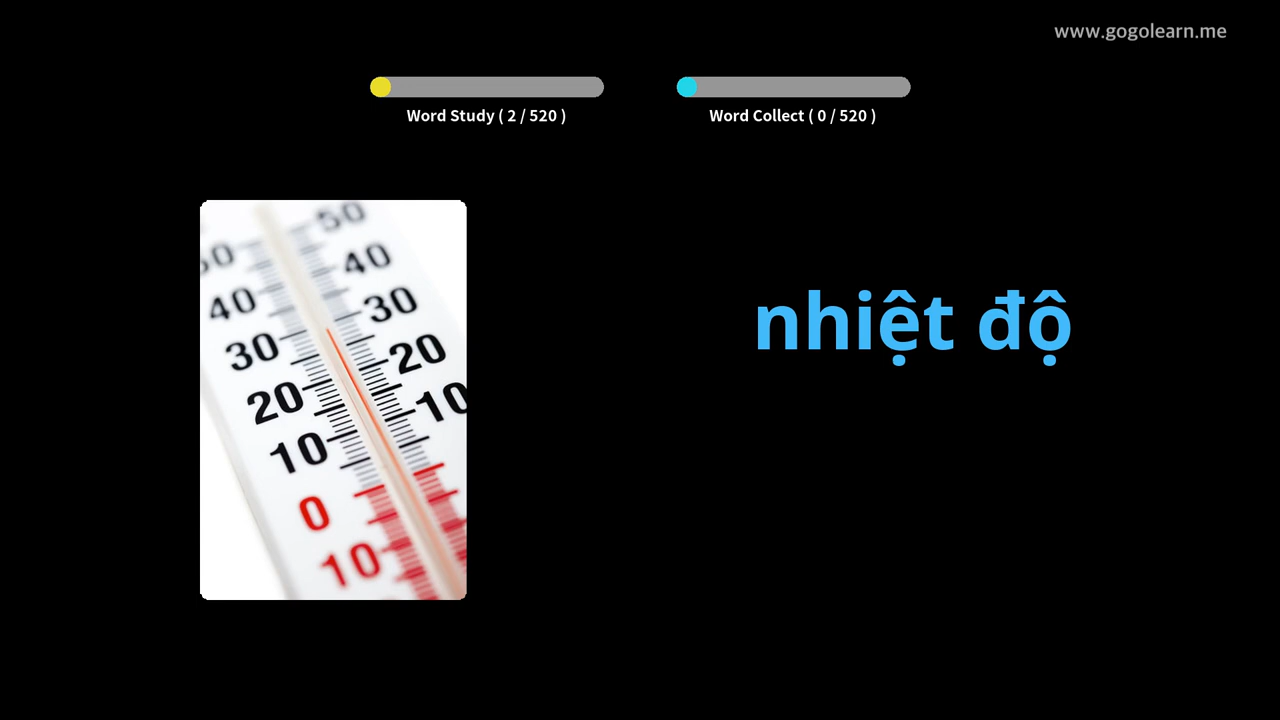 www.gogolearn.me
Word Study ( 2 / 520 )
Word Collect ( 0 / 520 )
50
40 40
30 30
20 20
10 10
0
10
nhiệt độ